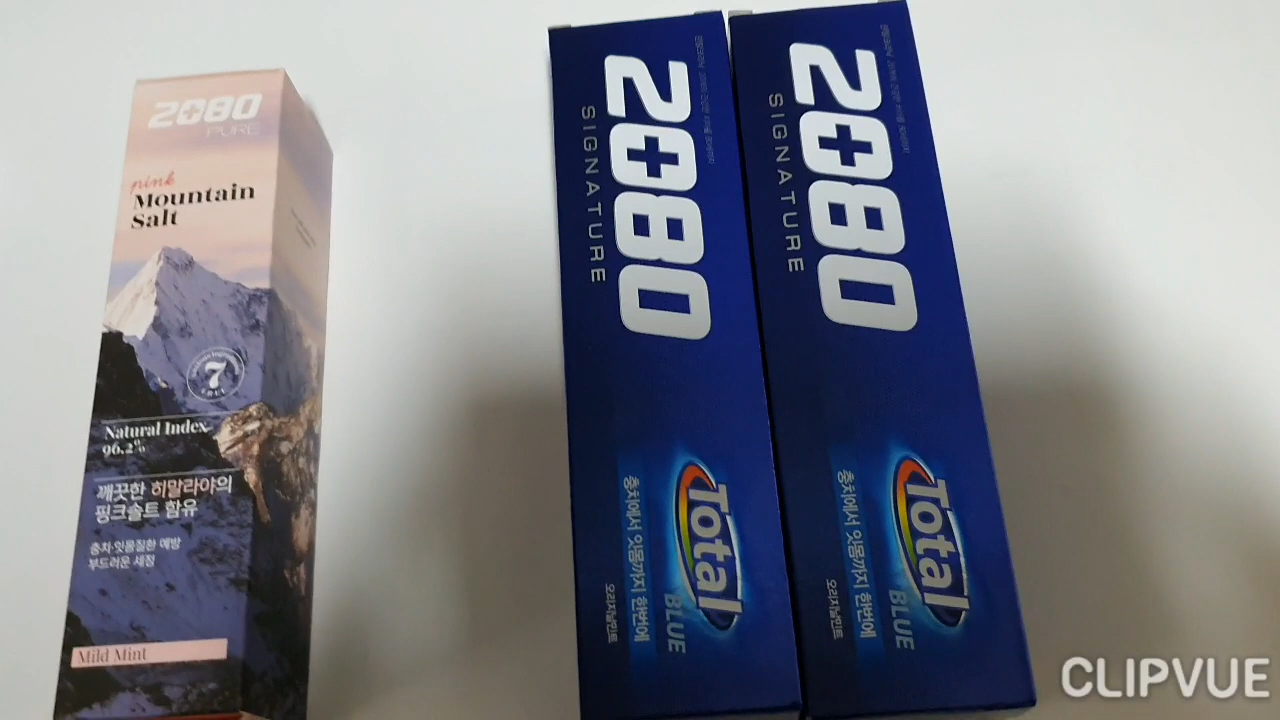 2080
PURE
pink
Mountain
Salt
7
Natural Index
96.2%
깨끗한 히말라야의
핑크솔트 함유
충치·잇몸질환 예방
부드러운 세정
Mild Mint
2080
SIGNATURE
Total
BLUE
충치에서 잇몸까지 한번에
오리지날민트
2080
SIGNATURE
Total
BLUE
충치에서 잇몸까지 한번에
오리지날민트
CLIPVUE